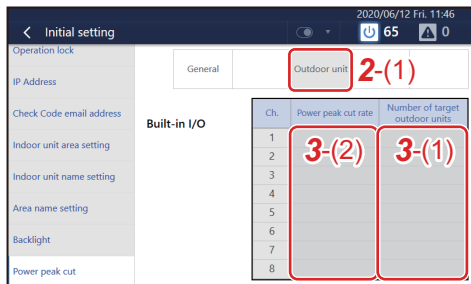 2020/06/12 Fri. 11:46
Initial setting
65
0
Operation lock
IP Address
Check Code email address
Indoor unit area setting
Indoor unit name setting
Area name setting
Backlight
Power peak cut
General
Outdoor unit
2-(1)
Built-in I/O
Ch.
Power peak cut rate
Number of target
outdoor units
1
2
3
4
5
6
7
8
3-(2)
3-(1)